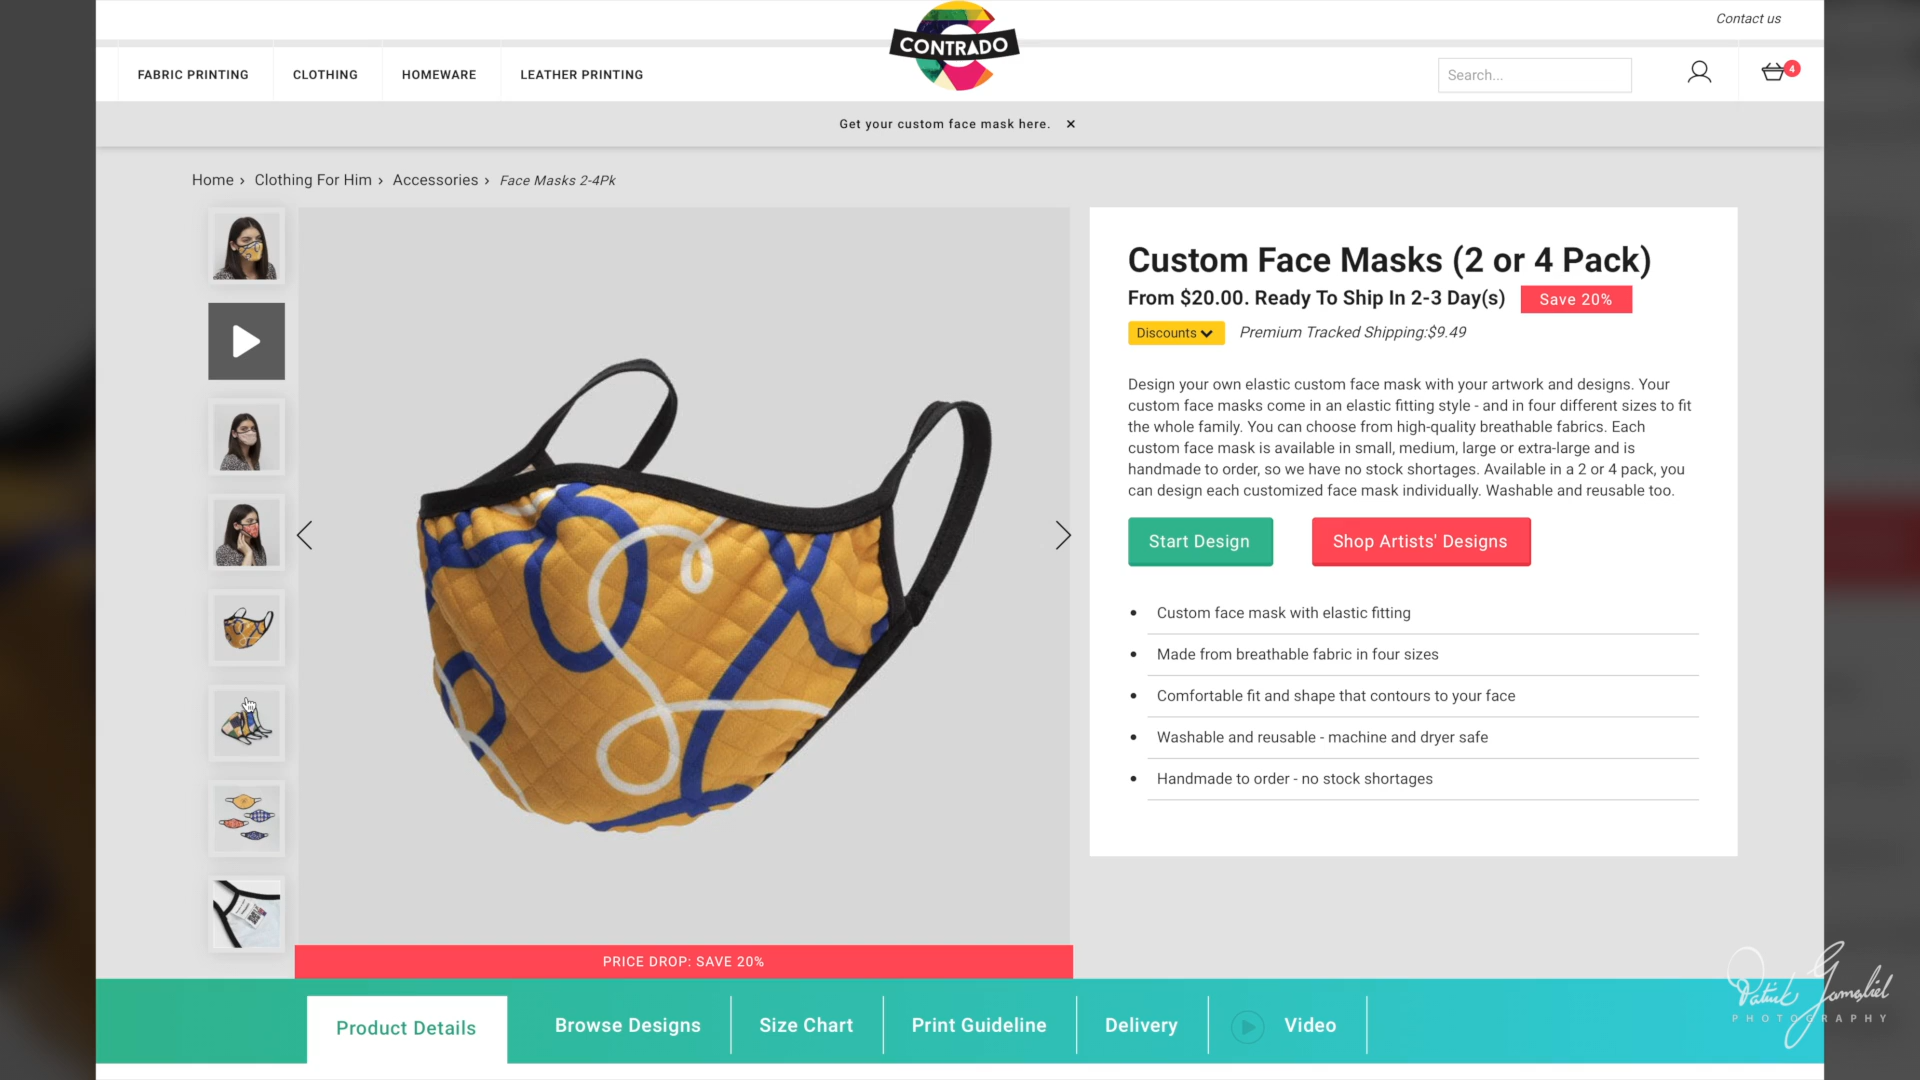 Contact us
CONTRADO
FABRIC PRINTING
CLOTHING
HOMEWARE
LEATHER PRINTING
Search...
4
Get your custom face mask here. ×
Home › Clothing For Him › Accessories › Face Masks 2-4Pk
Custom Face Masks (2 or 4 Pack)
From $20.00. Ready To Ship In 2-3 Day(s)
Save 20%
Discounts
Premium Tracked Shipping:$9.49
Design your own elastic custom face mask with your artwork and designs. Your
custom face masks come in an elastic fitting style - and in four different sizes to fit
the whole family. You can choose from high-quality breathable fabrics. Each
custom face mask is available in small, medium, large or extra-large and is
handmade to order, so we have no stock shortages. Available in a 2 or 4 pack, you
can design each customized face mask individually. Washable and reusable too.
Start Design
Shop Artists' Designs
• Custom face mask with elastic fitting
• Made from breathable fabric in four sizes
• Comfortable fit and shape that contours to your face
• Washable and reusable - machine and dryer safe
• Handmade to order - no stock shortages
PRICE DROP: SAVE 20%
Product Details
Browse Designs
Size Chart
Print Guideline
Delivery
Video
Patrick Gamaliel
PHOTOGRAPHY